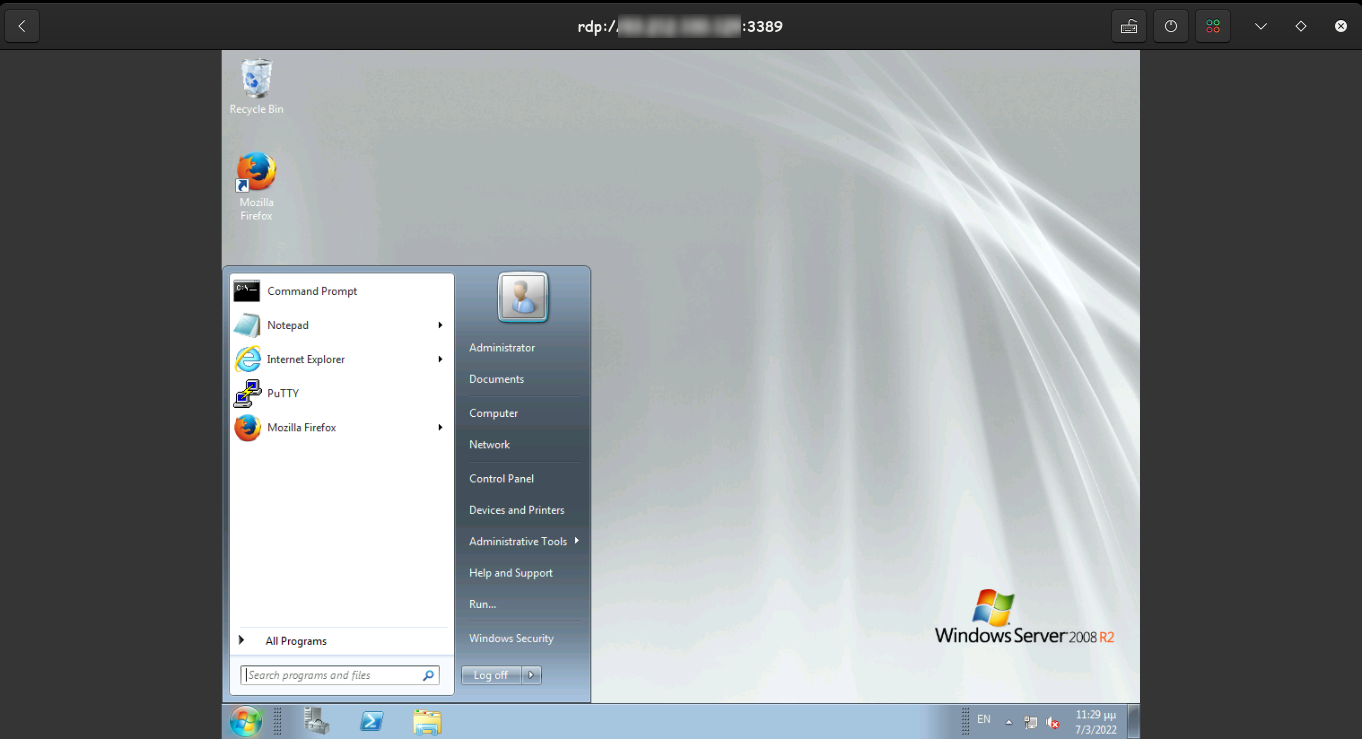 rdp:/
:3389
Recycle Bin
Mozilla
Firefox
Command Prompt
Notepad
Internet Explorer
PuTTY
Mozilla Firefox
All Programs
Search programs and files
Administrator
Documents
Computer
Network
Control Panel
Devices and Printers
Administrative Tools
Help and Support
Run...
Windows Security
Log off
Windows Server 2008 R2
EN
11:29 μμ
7/3/2022